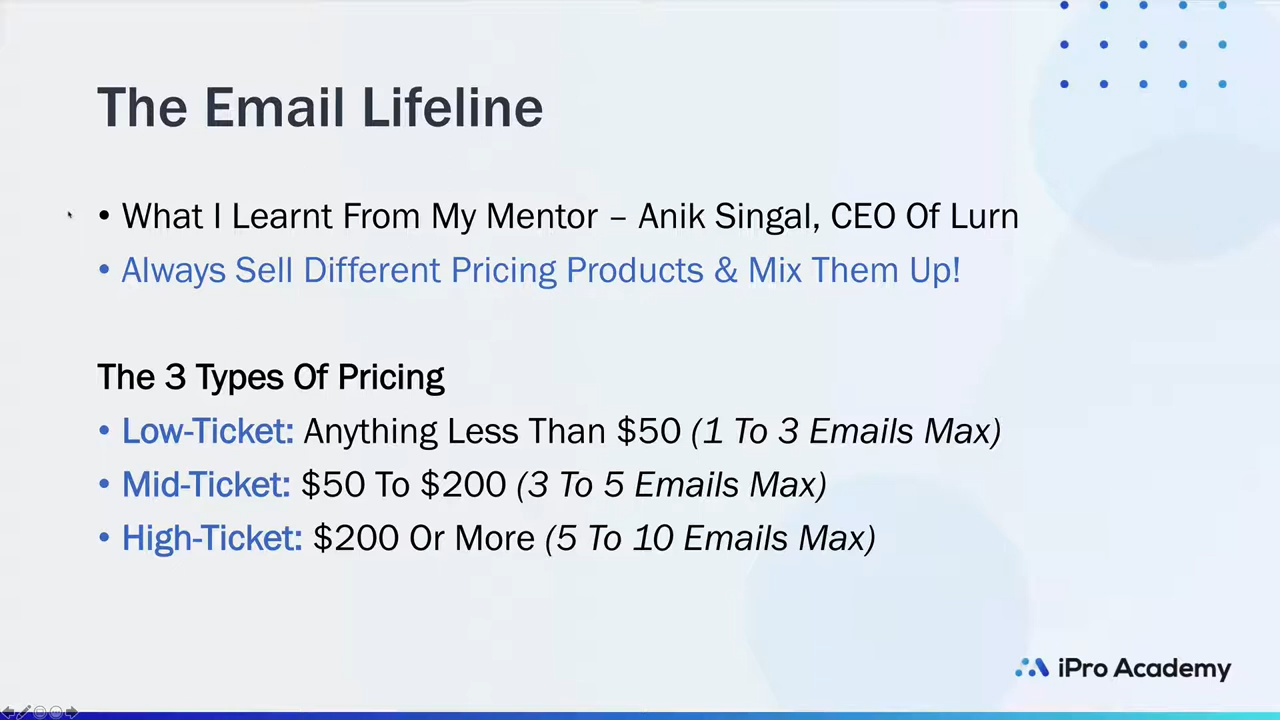 The Email Lifeline
• What I Learnt From My Mentor – Anik Singal, CEO Of Lurn
• Always Sell Different Pricing Products & Mix Them Up!
The 3 Types Of Pricing
• Low-Ticket: Anything Less Than $50 (1 To 3 Emails Max)
• Mid-Ticket: $50 To $200 (3 To 5 Emails Max)
• High-Ticket: $200 Or More (5 To 10 Emails Max)
iPro Academy